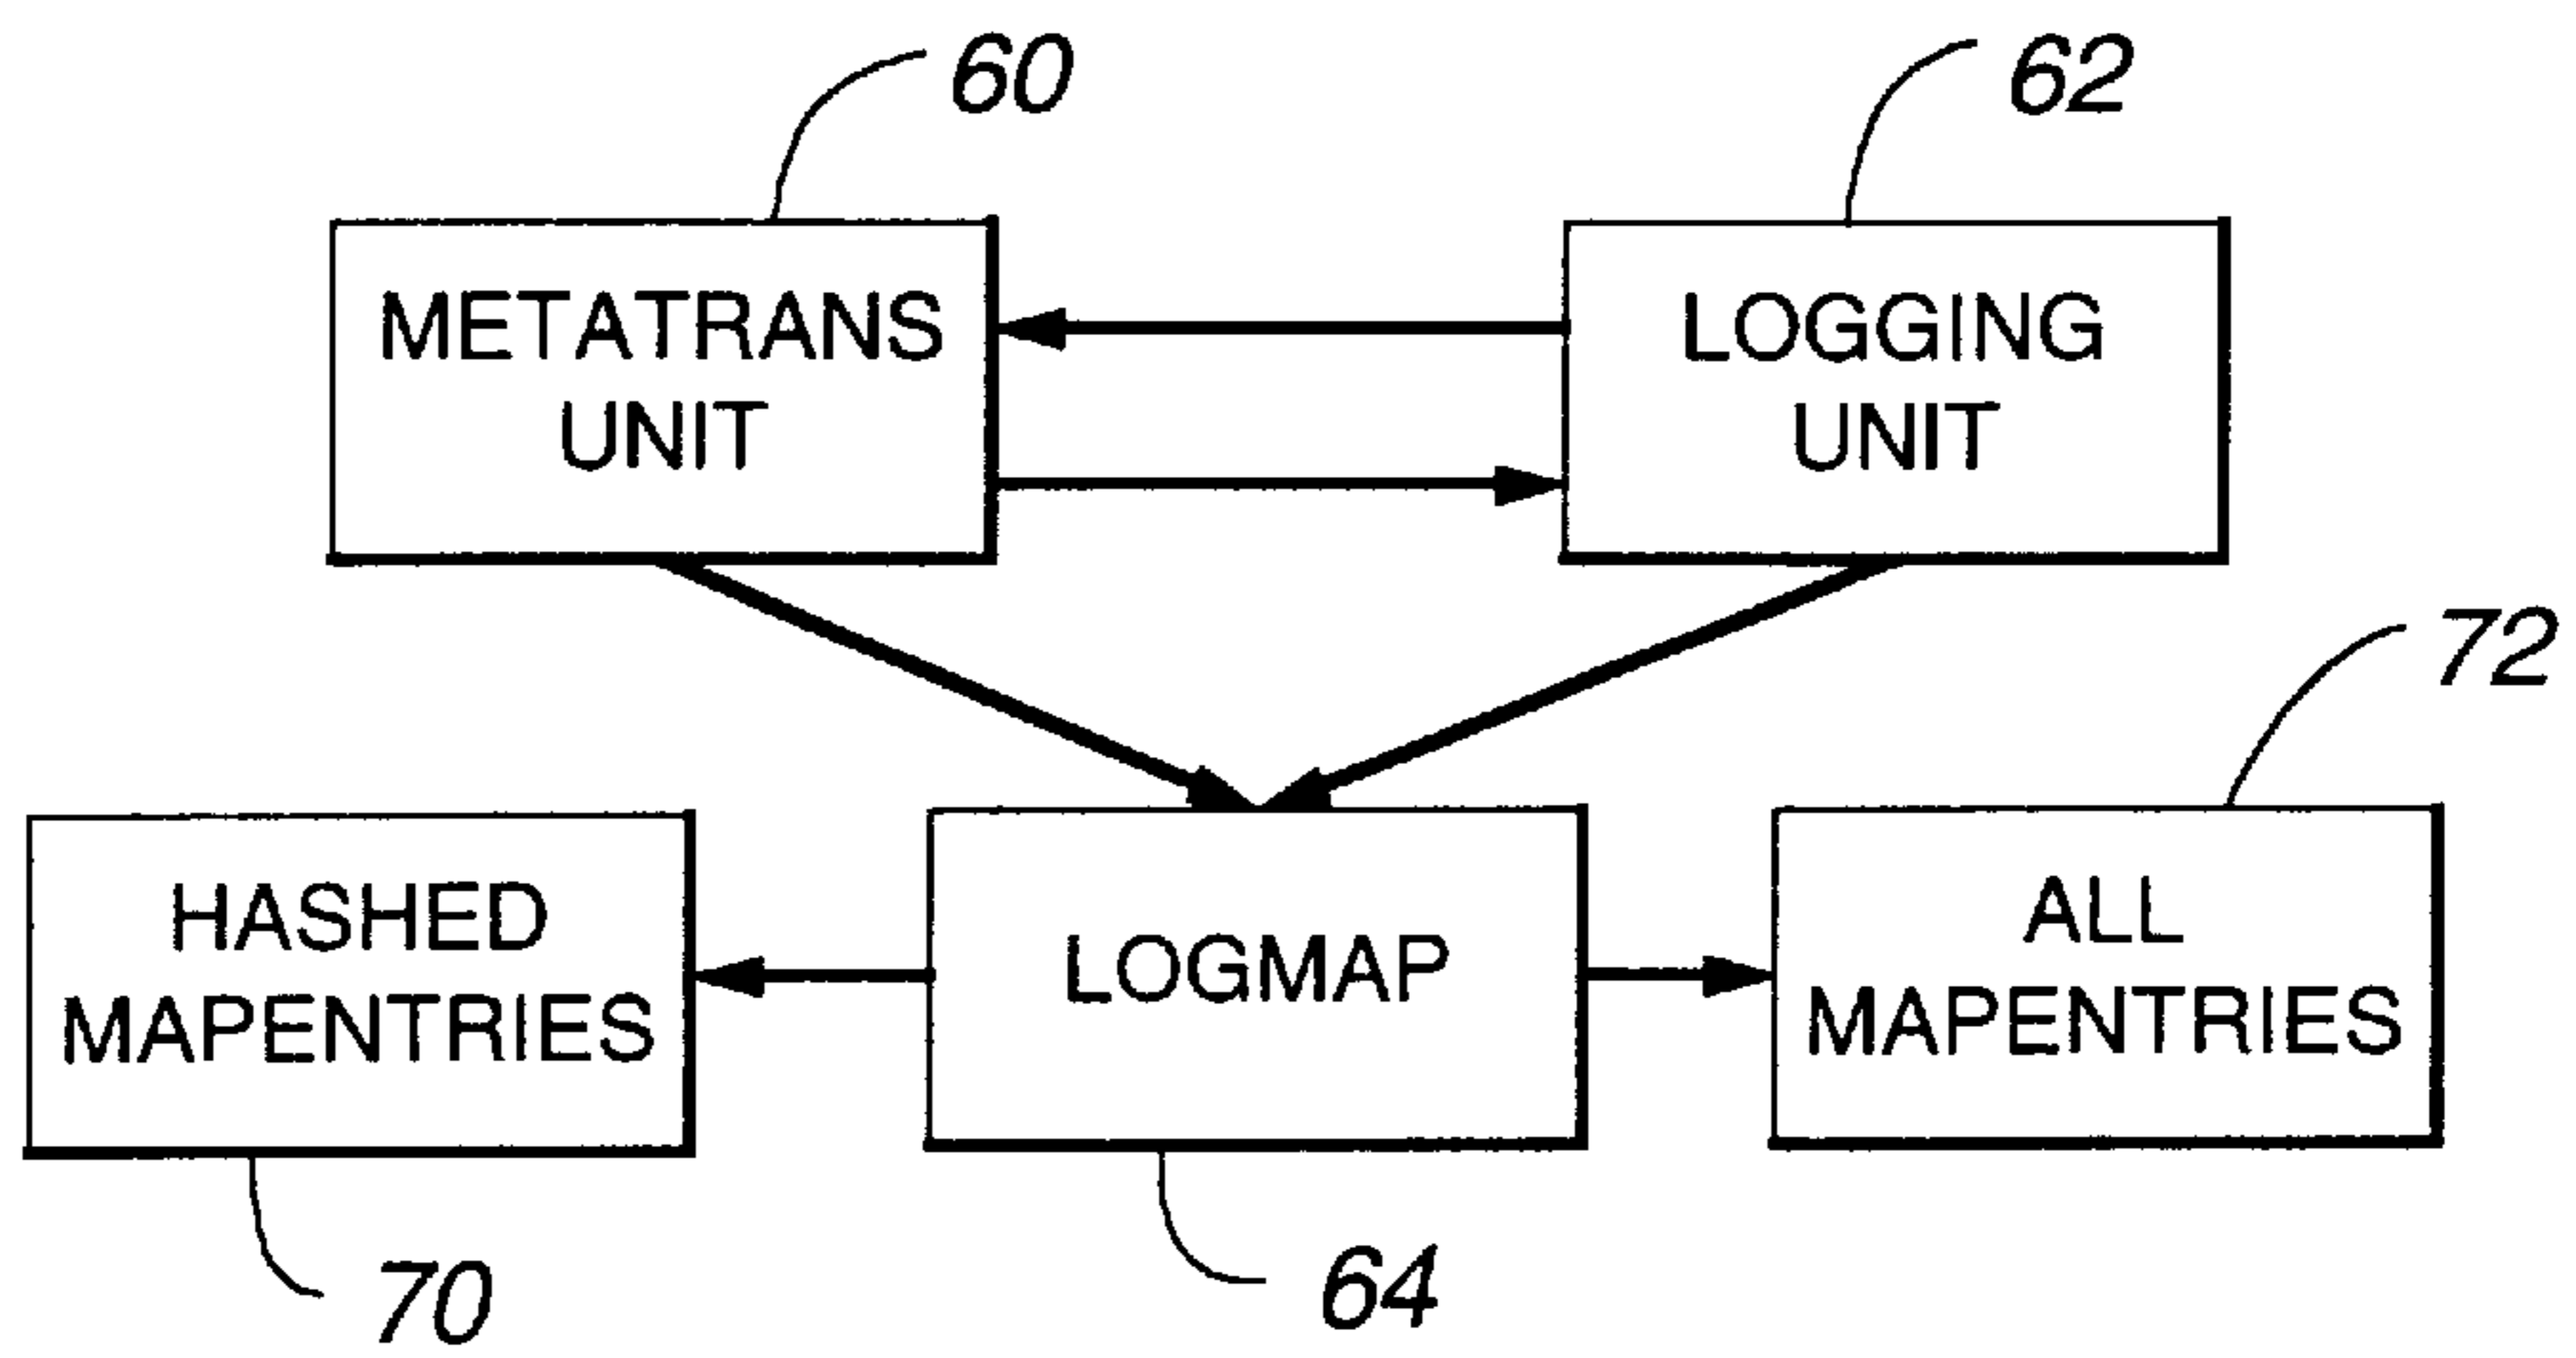 60
62
METATRANS
UNIT
LOGGING
UNIT
72
HASHED
MAPENTRIES
LOGMAP
ALL
MAPENTRIES
70
64